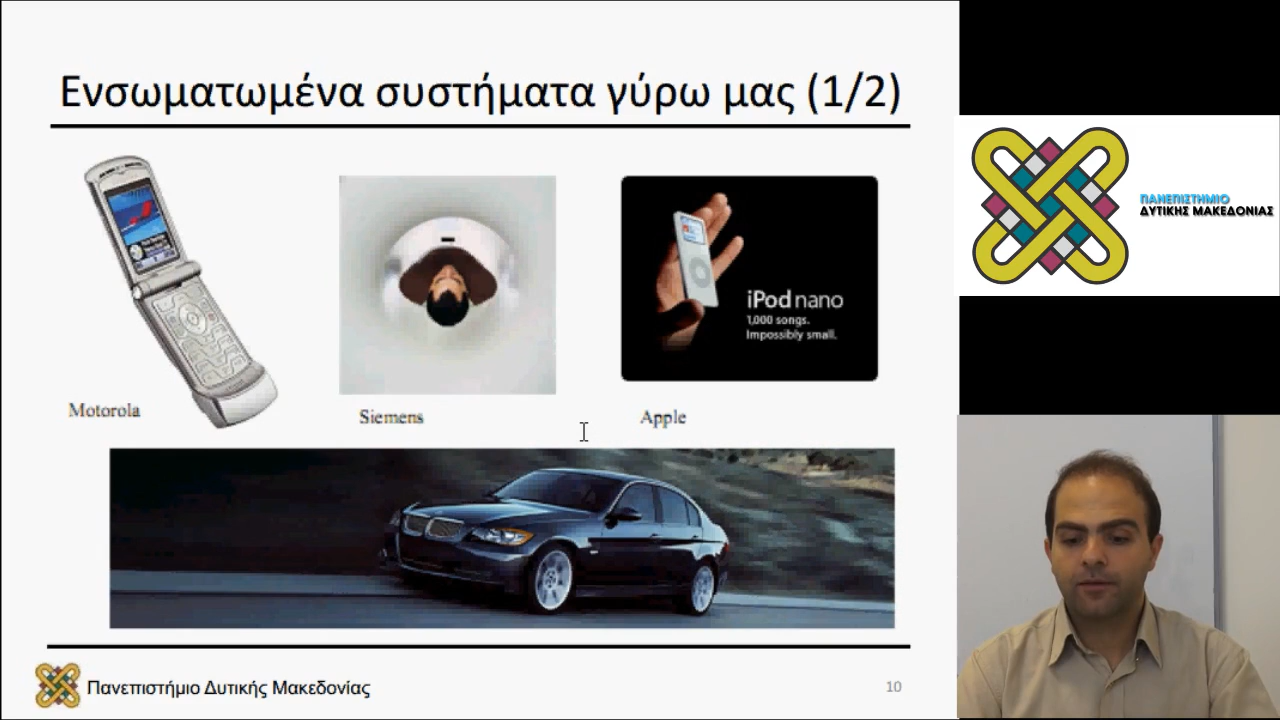 Ενσωματωμένα συστήματα γύρω μας (1/2)
iPod nano
1,000 songs.
Impossibly small.
Motorola
Siemens
Apple
Πανεπιστήμιο Δυτικής Μακεδονίας
10
ΠΑΝΕΠΙΣΤΗΜΙΟ
ΔΥΤΙΚΗΣ ΜΑΚΕΔΟΝΙΑΣ